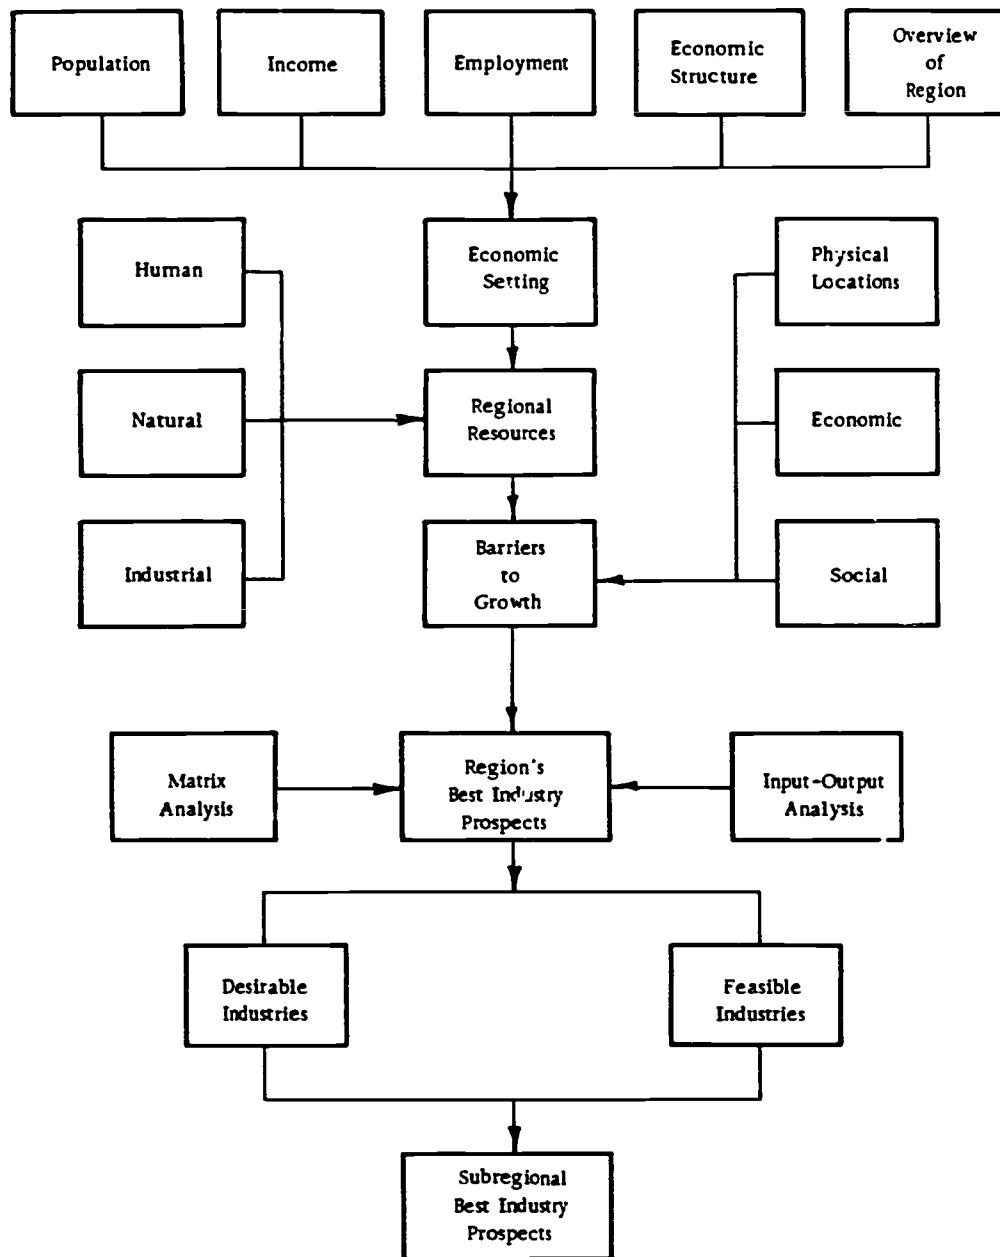 Population
Income
Employment
Economic
Structure
Overview
of
Region
Human
Economic
Setting
Physical
Locations
Natural
Regional
Resources
Economic
Industrial
Barriers
to
Growth
Social
Matrix
Analysis
Region's
Best Industry
Prospects
Input-Output
Analysis
Desirable
Industries
Feasible
Industries
Subregional
Best Industry
Prospects